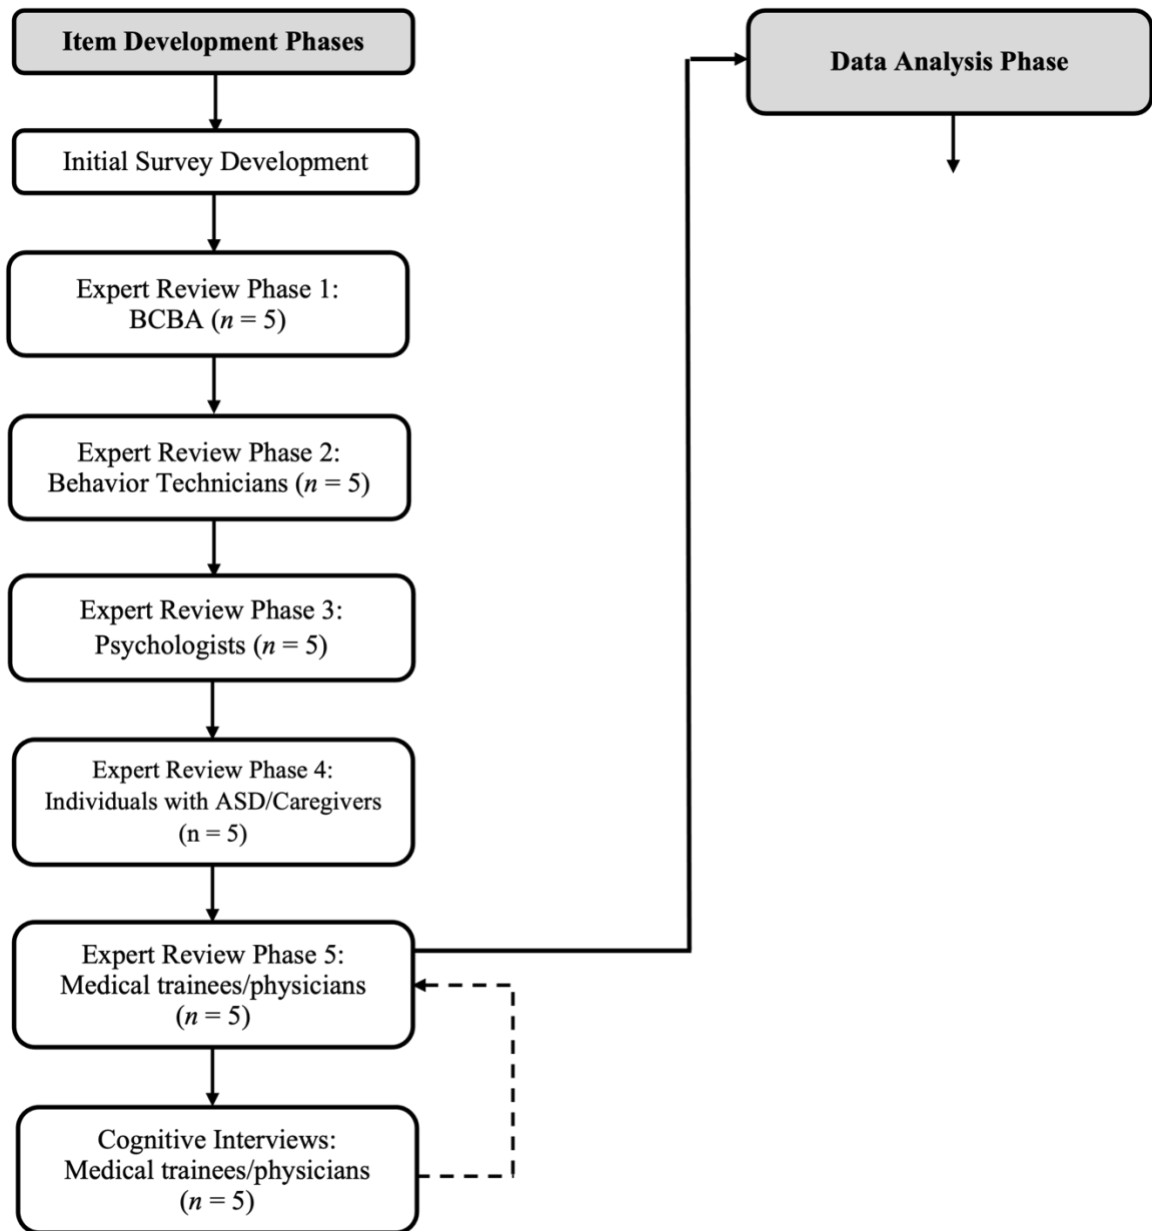 Item Development Phases
Initial Survey Development
Expert Review Phase 1:
BCBA (n = 5)
Expert Review Phase 2:
Behavior Technicians (n = 5)
Expert Review Phase 3:
Psychologists (n = 5)
Expert Review Phase 4:
Individuals with ASD/Caregivers
(n = 5)
Expert Review Phase 5:
Medical trainees/physicians
(n = 5)
Cognitive Interviews:
Medical trainees/physicians
(n = 5)
Data Analysis Phase